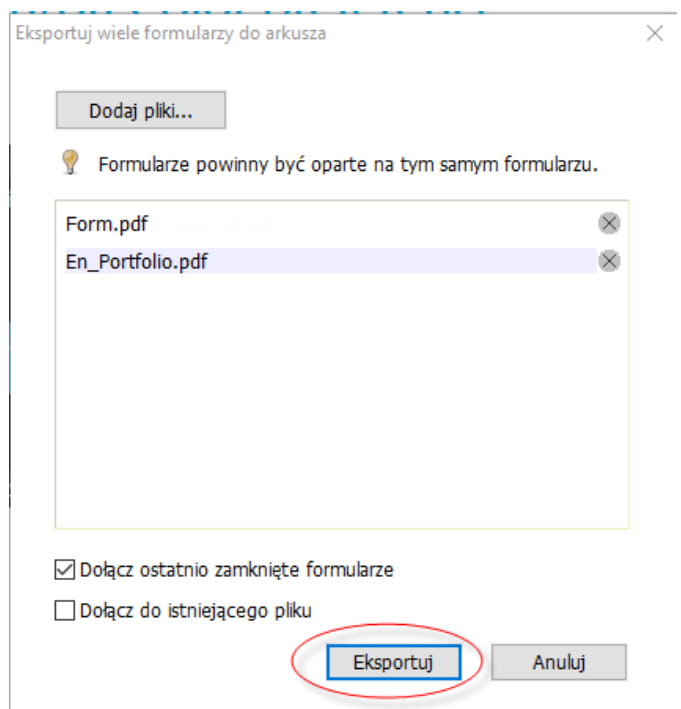 Eksportuj wiele formularzy do arkusza
Dodaj pliki...
Formularze powinny być oparte na tym samym formularzu.
Form.pdf
En_Portfolio.pdf
Dołącz ostatnio zamknięte formularze
Dołącz do istniejącego pliku
Eksportuj
Anuluj